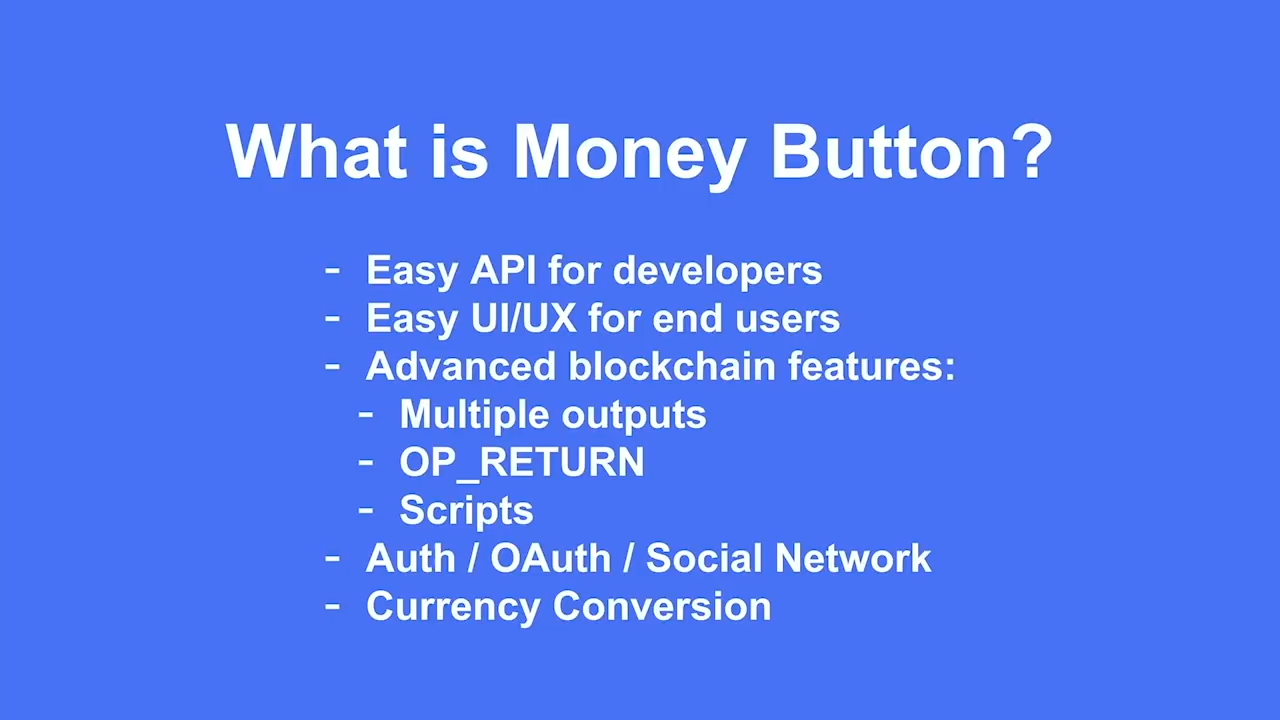 What is Money Button?
- Easy API for developers
- Easy UI/UX for end users
- Advanced blockchain features:
- Multiple outputs
- OP_RETURN
- Scripts
- Auth / OAuth / Social Network
- Currency Conversion